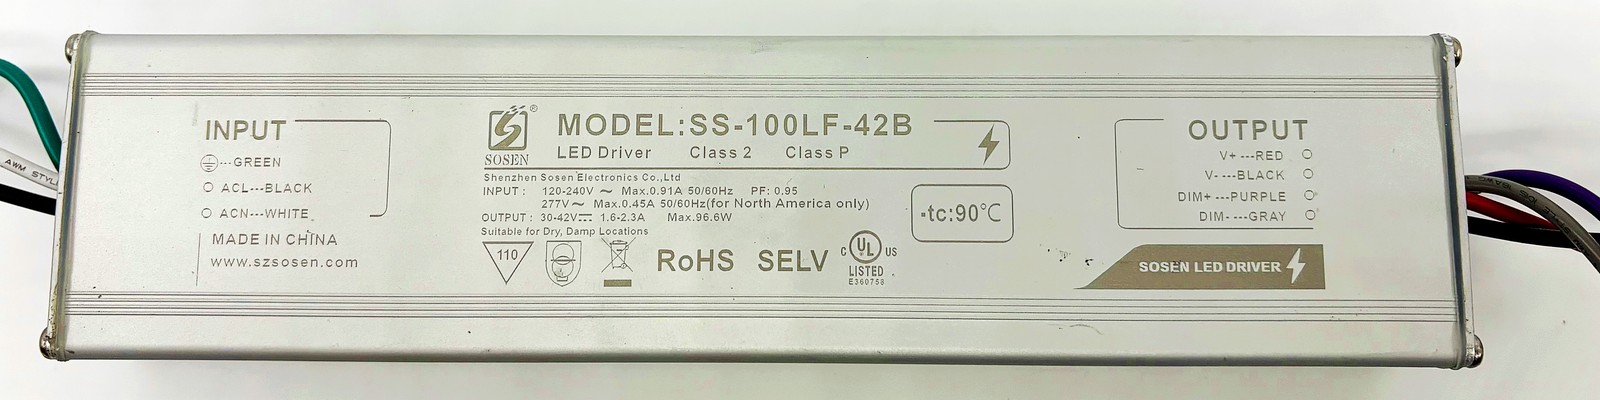 AWM STYL
INPUT
---GREEN
ACL---BLACK
ACN---WHITE
MADE IN CHINA
www.szsosen.com
SOSEN
®
MODEL:SS-100LF-42B
LED Driver Class 2 Class P
Shenzhen Sosen Electronics Co.,Ltd
INPUT : 120-240V ～ Max.0.91A 50/60Hz PF: 0.95
277V～ Max.0.45A 50/60Hz(for North America only)
OUTPUT : 30-42V⎓ 1.6-2.3A Max.96.6W
Suitable for Dry, Damp Locations
110
RoHS SELV
C UL US
LISTED
E360758
·tc:90℃
OUTPUT
V+ ---RED
V- ---BLACK
DIM+ ---PURPLE
DIM- ---GRAY
SOSEN LED DRIVER